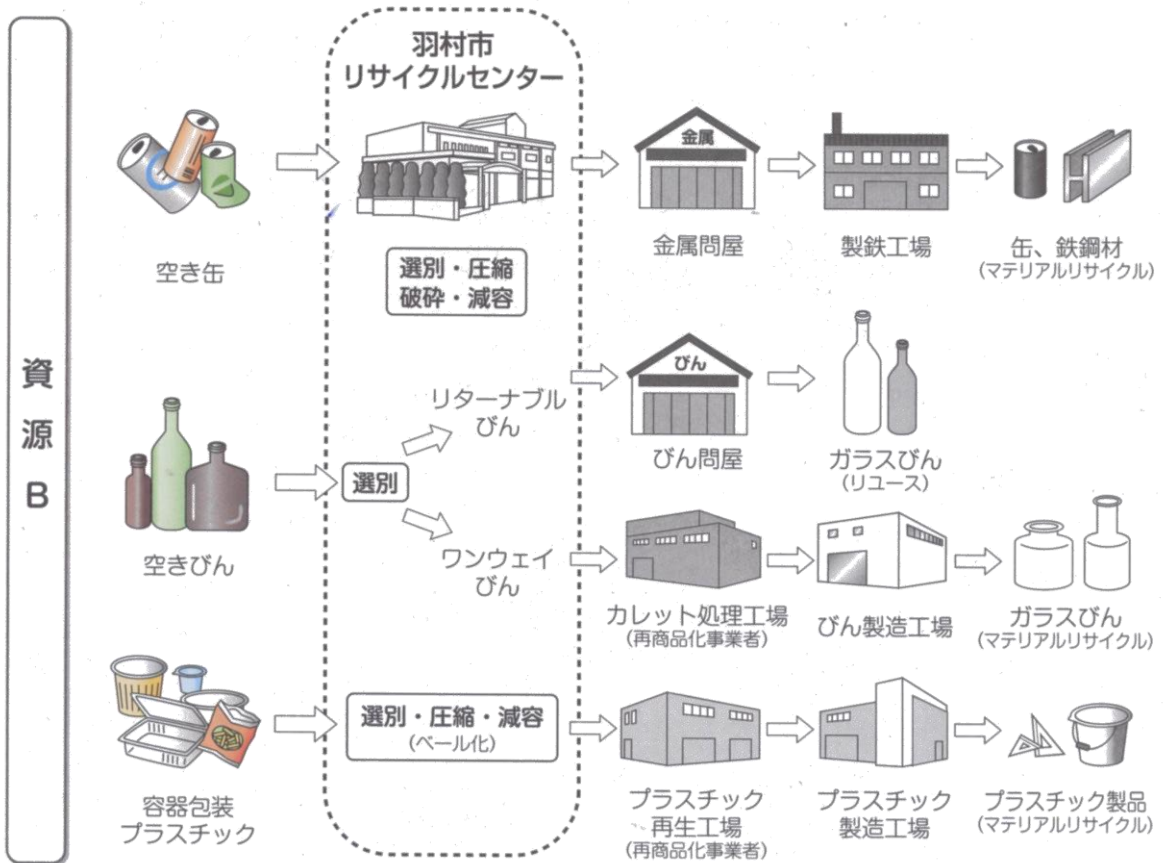 資源B
羽村市
リサイクルセンター
空き缶
選別・圧縮
破砕・減容
金属
金属問屋
製鉄工場
缶、鉄鋼材
(マテリアルリサイクル)
空きびん
選別
リターナブル
びん
びん
びん問屋
ガラスびん
(リユース)
ワンウェイ
びん
カレット処理工場
(再商品化事業者)
びん製造工場
ガラスびん
(マテリアルリサイクル)
容器包装
プラスチック
選別・圧縮・減容
(ベール化)
プラスチック
再生工場
(再商品化事業者)
プラスチック
製造工場
プラスチック製品
(マテリアルリサイクル)